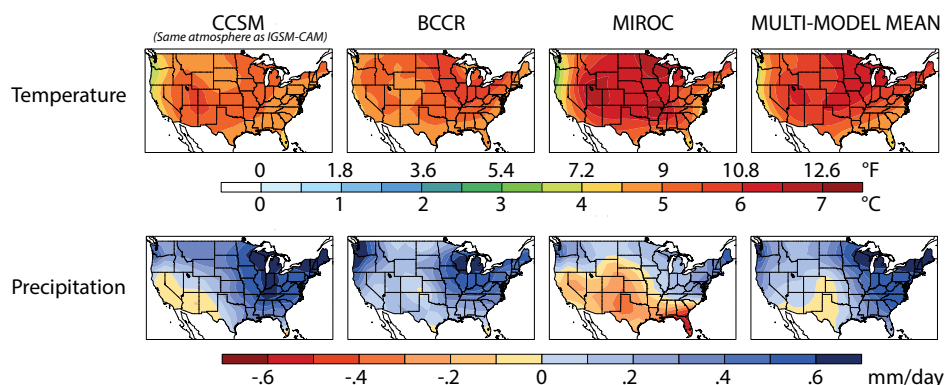 CCSM BCCR MIROC MULTI-MODEL MEAN
(Same atmosphere as IGSM-CAM)
Temperature
0 1.8 3.6 5.4 7.2 9 10.8 12.6 °F
0 1 2 3 4 5 6 7 °C
Precipitation
-.6 -.4 -.2 0 .2 .4 .6 mm/day